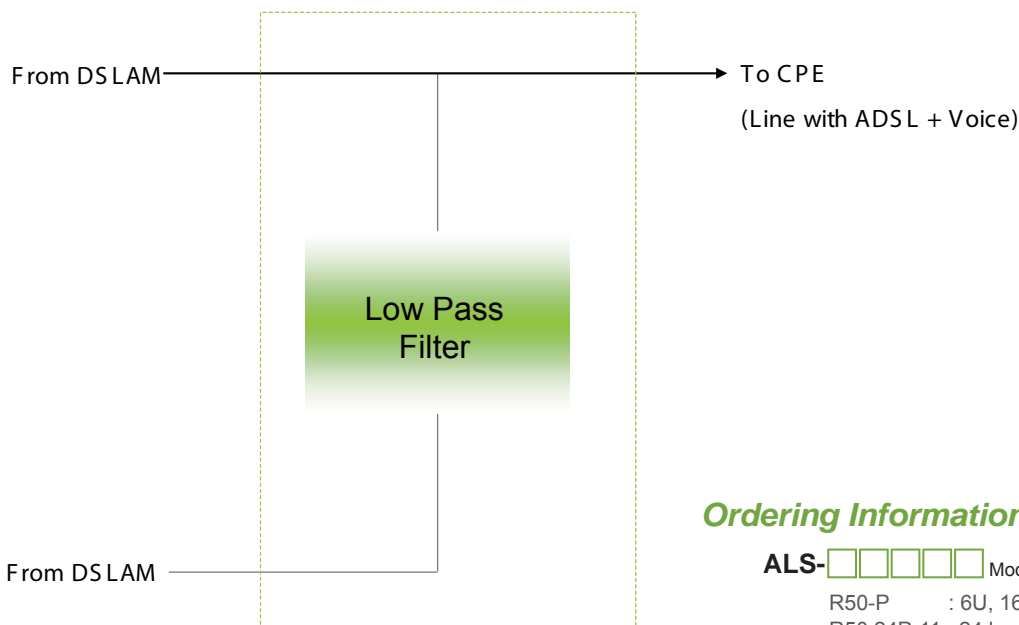 From DSLAM
To CPE
(Line with ADSL + Voice)
Low Pass
Filter
From DSLAM
Ordering Information
ALS-
R50-P : 6U, 16